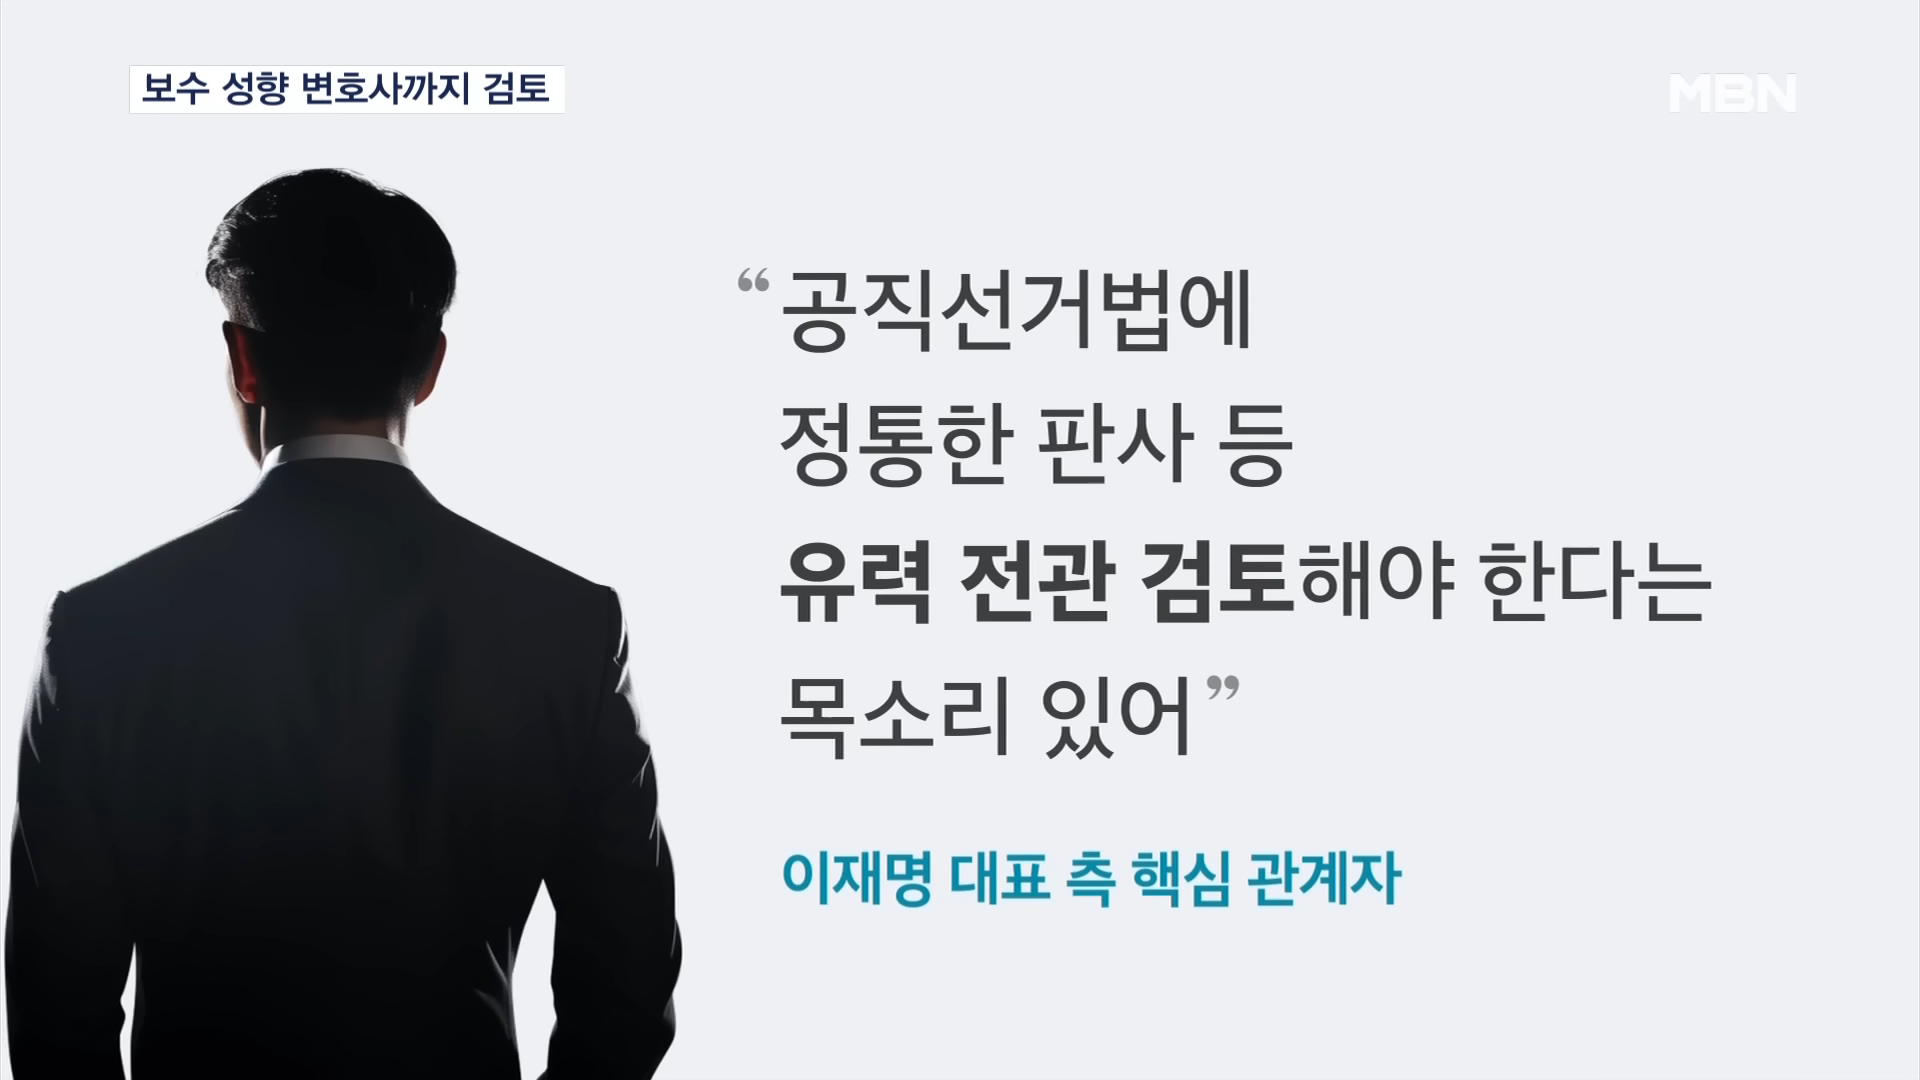 보수 성향 변호사까지 검토
MBN
“공직선거법에
정통한 판사 등
유력 전관 검토해야 한다는
목소리 있어”
이재명 대표 측 핵심 관계자